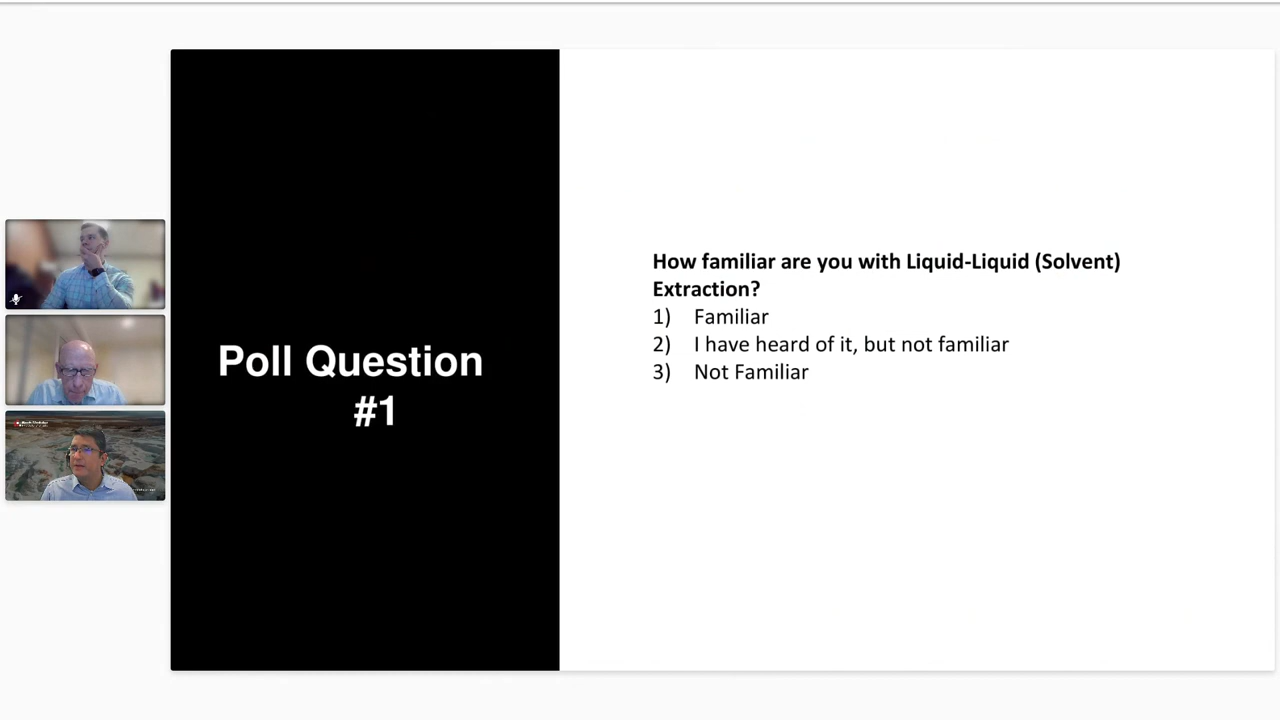 Poll Question
#1
How familiar are you with Liquid-Liquid (Solvent)
Extraction?
1) Familiar
2) I have heard of it, but not familiar
3) Not Familiar